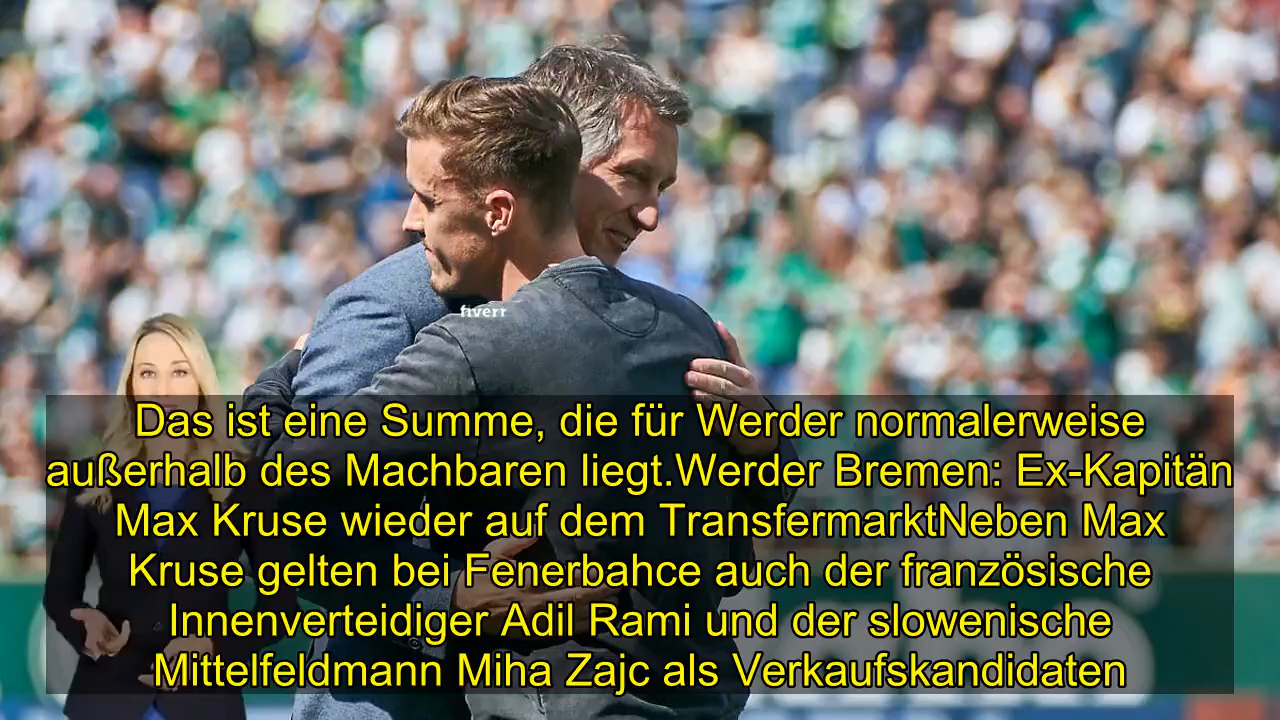 fiverr
Das ist eine Summe, die für Werder normalerweise
außerhalb des Machbaren liegt.Werder Bremen: Ex-Kapitän
Max Kruse wieder auf dem TransfermarktNeben Max
Kruse gelten bei Fenerbahce auch der französische
Innenverteidiger Adil Rami und der slowenische
Mittelfeldmann Miha Zajc als Verkaufskandidaten